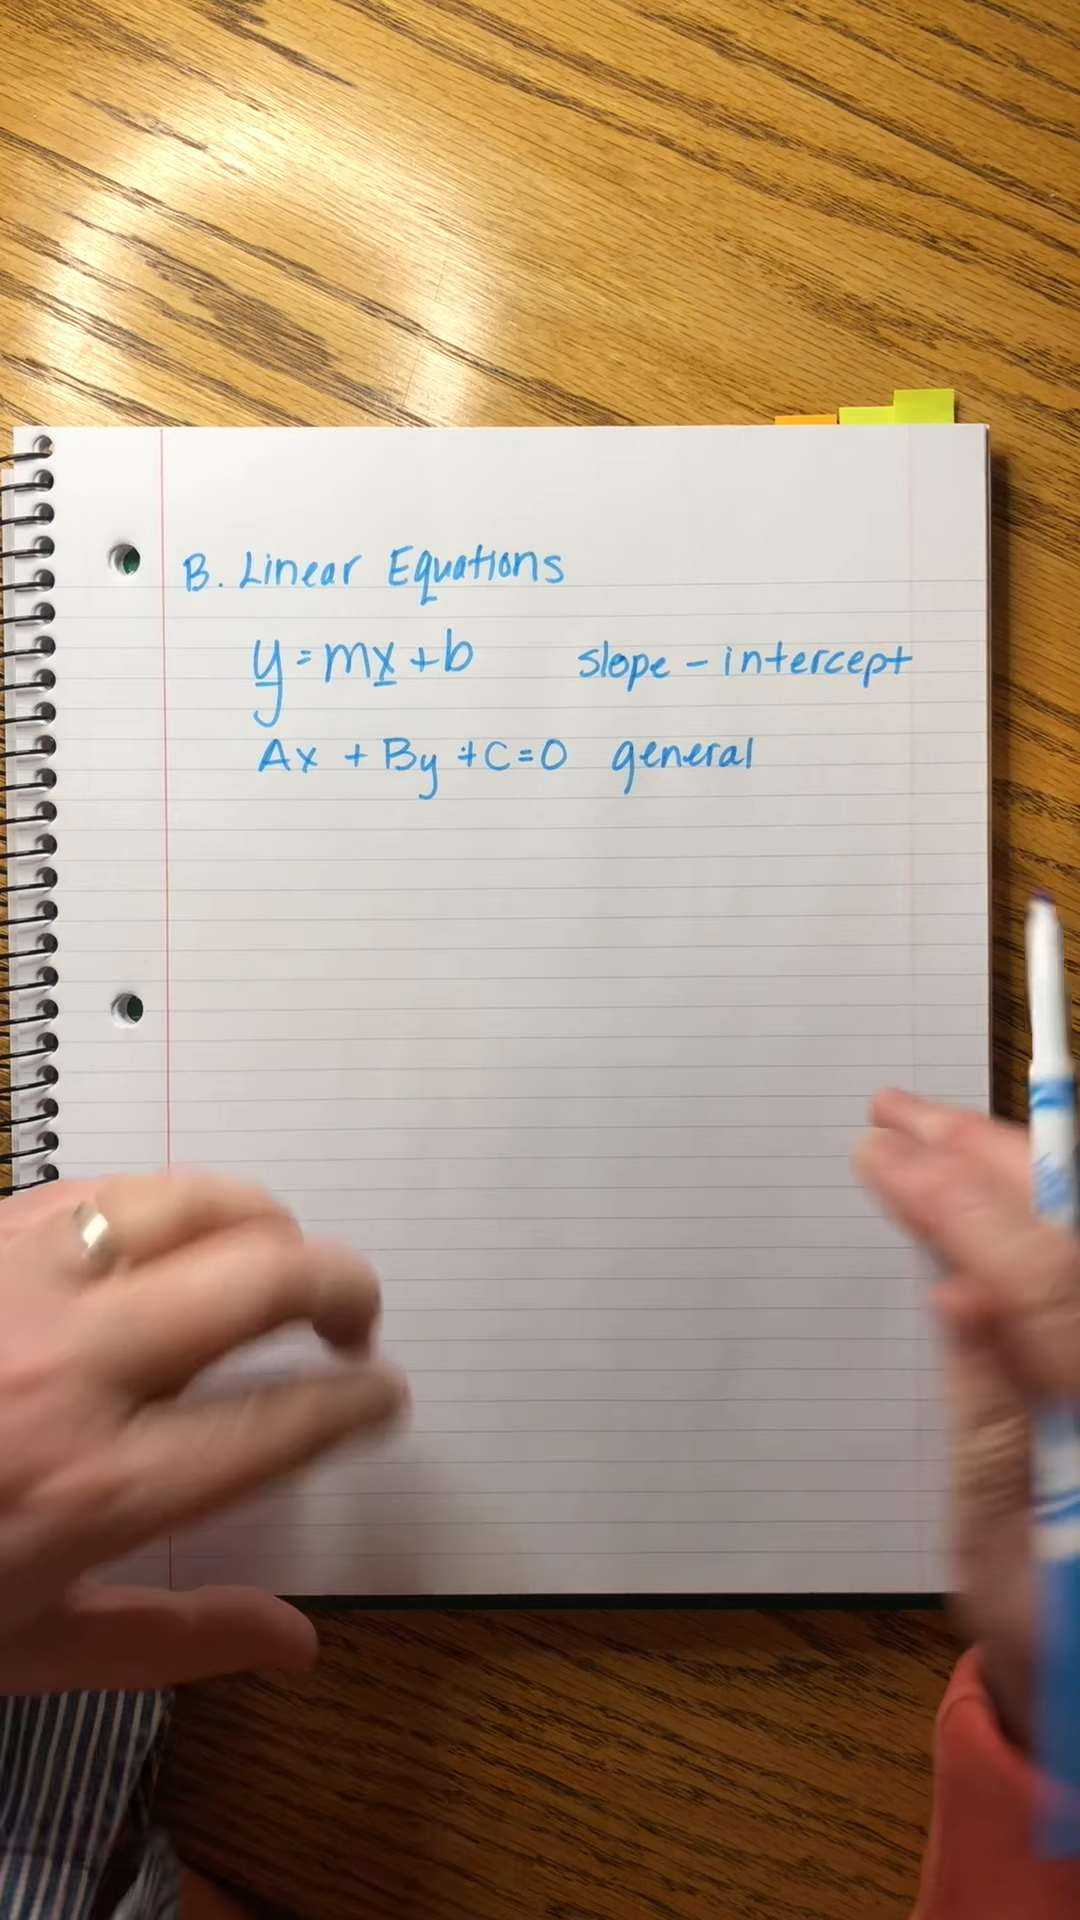 B. Linear Equations
y = mx + b slope - intercept
Ax + By + C = 0 general